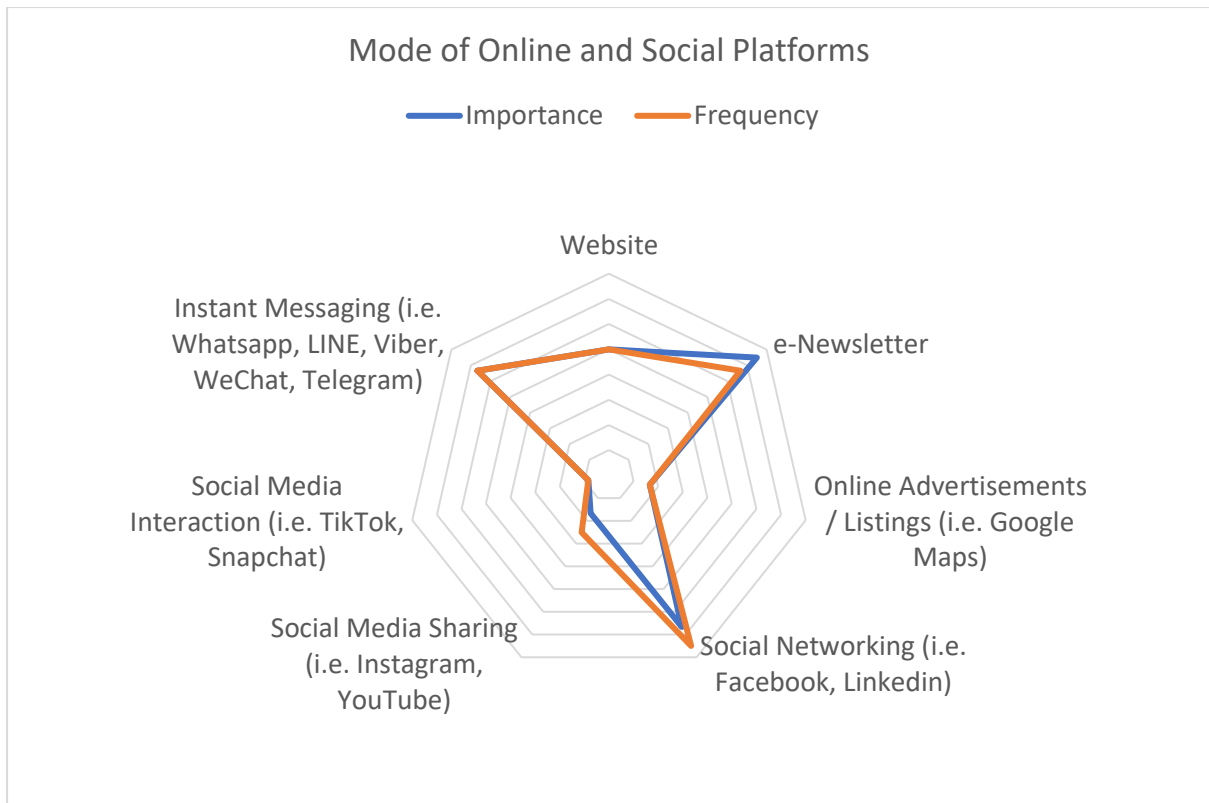 Mode of Online and Social Platforms
Importance Frequency
Website
e-Newsletter
Online Advertisements
/ Listings (i.e. Google
Maps)
Social Networking (i.e.
Facebook, Linkedin)
Social Media Sharing
(i.e. Instagram,
YouTube)
Social Media
Interaction (i.e. TikTok,
Snapchat)
Instant Messaging (i.e.
Whatsapp, LINE, Viber,
WeChat, Telegram)